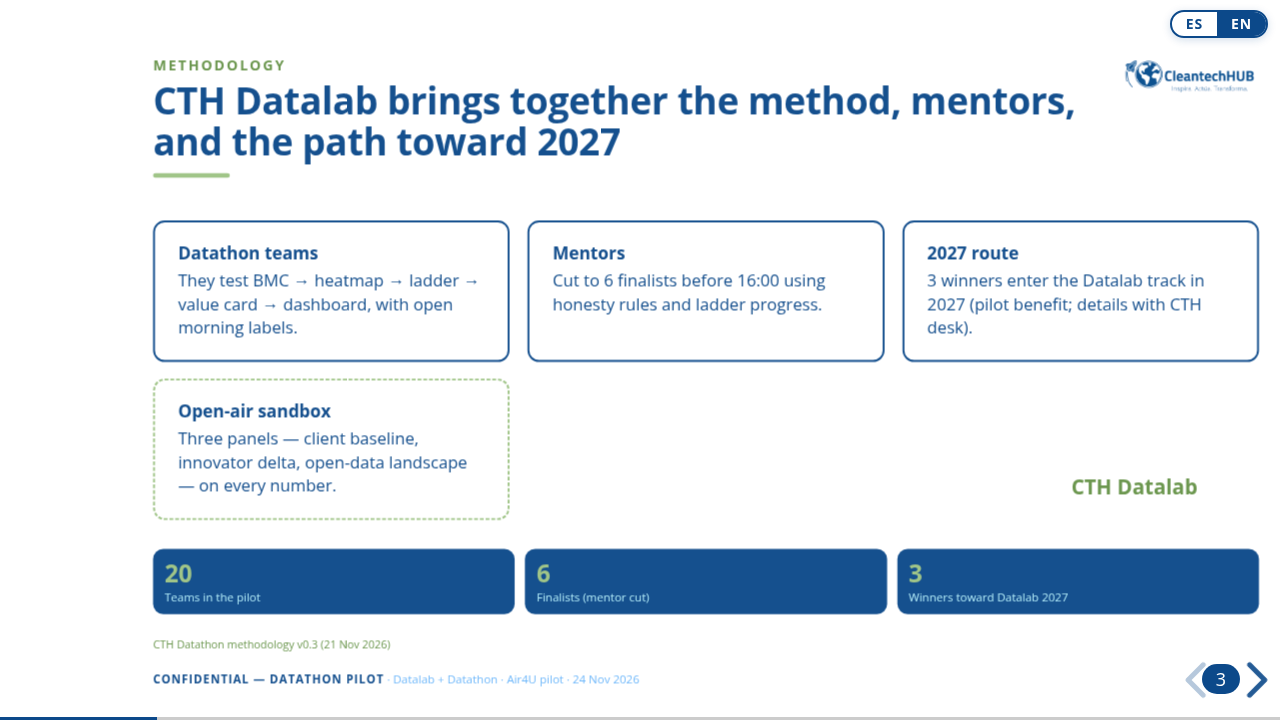 ES EN
METHODOLOGY
CleantechHUB
Inspira. Actúa. Transforma.
CTH Datalab brings together the method, mentors,
and the path toward 2027
Datathon teams
They test BMC → heatmap → ladder →
value card → dashboard, with open
morning labels.
Mentors
Cut to 6 finalists before 16:00 using
honesty rules and ladder progress.
2027 route
3 winners enter the Datalab track in
2027 (pilot benefit; details with CTH
desk).
Open-air sandbox
Three panels — client baseline,
innovator delta, open-data landscape
— on every number.
CTH Datalab
20
Teams in the pilot
6
Finalists (mentor cut)
3
Winners toward Datalab 2027
CTH Datathon methodology v0.3 (21 Nov 2026)
CONFIDENTIAL — DATATHON PILOT · Datalab + Datathon · Air4U pilot · 24 Nov 2026
3